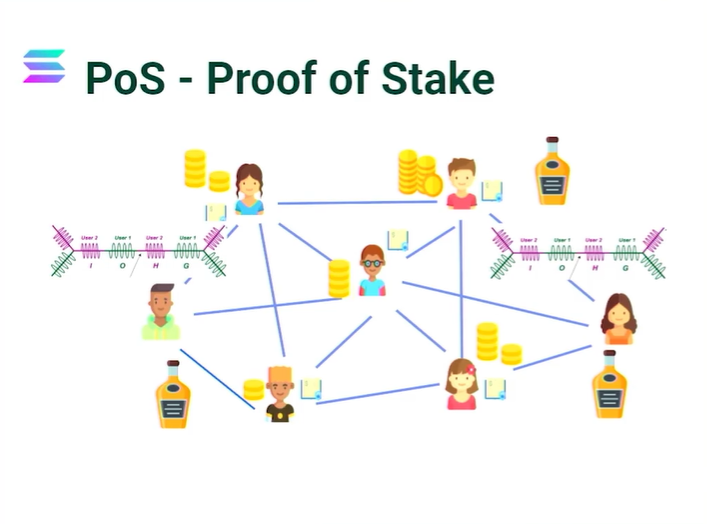 PoS - Proof of Stake
User 2 User 1 User 2 User 1
I O H G
User 2 User 1 User 2 User 1
I O H G